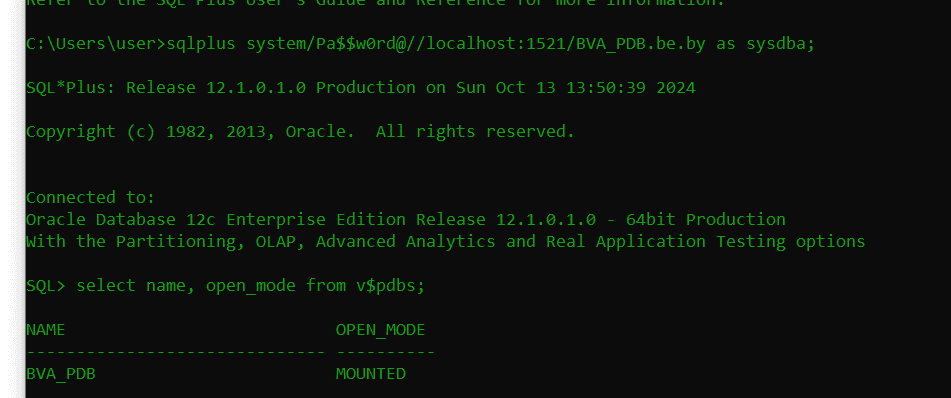 Refer to the SQL*Plus User's Guide and Reference for more information.
C:\Users\user>sqlplus system/Pa$$w0rd@//localhost:1521/BVA_PDB.be.by as sysdba;
SQL*Plus: Release 12.1.0.1.0 Production on Sun Oct 13 13:50:39 2024
Copyright (c) 1982, 2013, Oracle.  All rights reserved.
Connected to:
Oracle Database 12c Enterprise Edition Release 12.1.0.1.0 - 64bit Production
With the Partitioning, OLAP, Advanced Analytics and Real Application Testing options
SQL> select name, open_mode from v$pdbs;
NAME                           OPEN_MODE
------------------------------ ----------
BVA_PDB                        MOUNTED